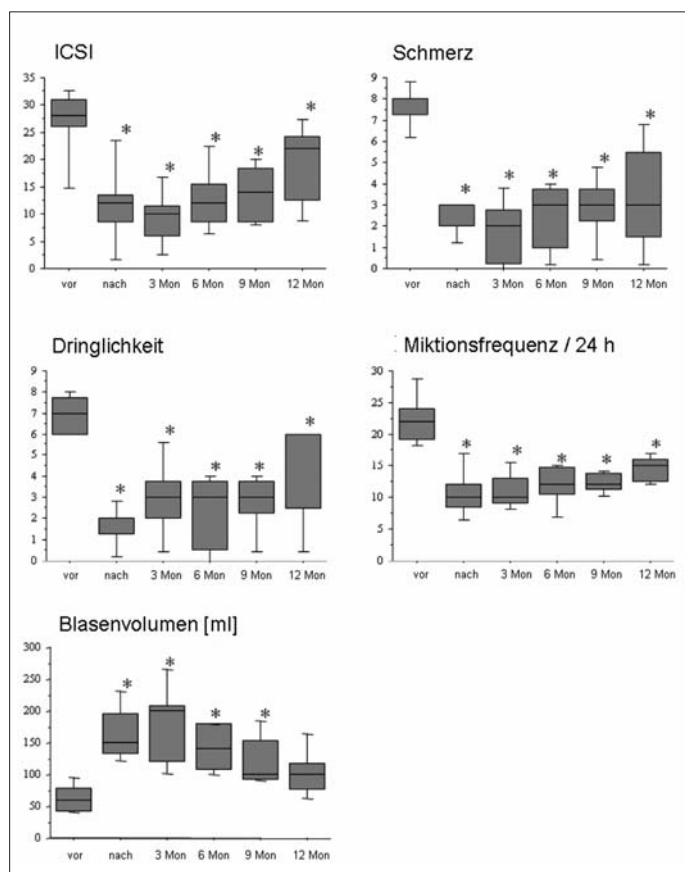 ICSI
35
30
25
20
15
10
5
0
vor nach 3 Mon 6 Mon 9 Mon 12 Mon
* * * * *
Schmerz
9
8
7
6
5
4
3
2
1
0
vor nach 3 Mon 6 Mon 9 Mon 12 Mon
* * * * *
Dringlichkeit
9
8
7
6
5
4
3
2
1
0
vor nach 3 Mon 6 Mon 9 Mon 12 Mon
* * * * *
Miktionsfrequenz / 24 h
30
25
20
15
10
5
0
vor nach 3 Mon 6 Mon 9 Mon 12 Mon
* * * * *
Blasenvolumen [ml]
300
250
200
150
100
50
0
vor nach 3 Mon 6 Mon 9 Mon 12 Mon
* * * *